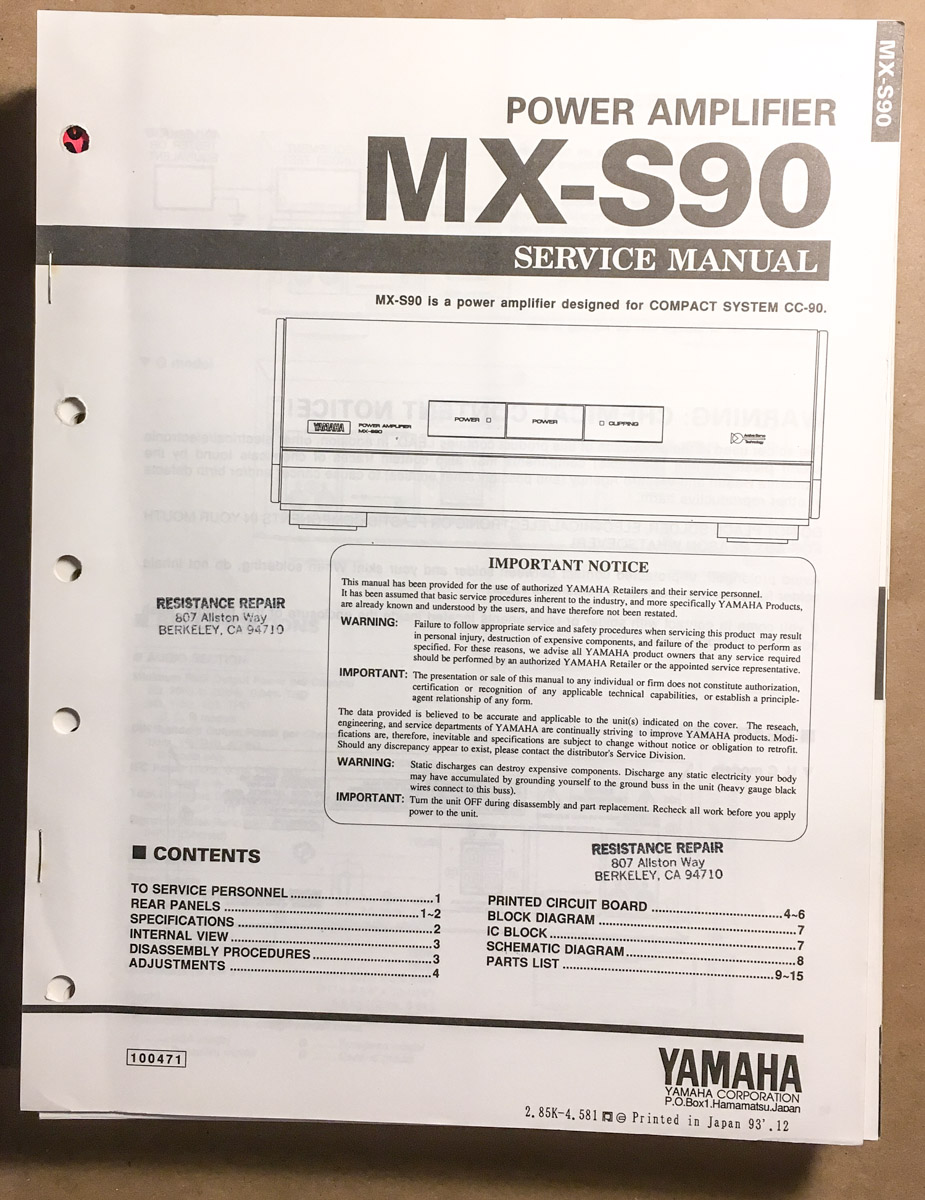 MX-S90
POWER AMPLIFIER
MX-S90
SERVICE MANUAL
MX-S90 is a power amplifier designed for COMPACT SYSTEM CC-90.
YAMAHA
POWER AMPLIFIER
MX-S90
POWER
POWER
CLIPPING
Technology
IMPORTANT NOTICE
This manual has been provided for the use of authorized YAMAHA Retailers and their service personnel.
It has been assumed that basic service procedures inherent to the industry, and more specifically YAMAHA Products,
are already known and understood by the users, and have therefore not been restated.
WARNING: Failure to follow appropriate service and safety procedures when servicing this product may result
in personal injury, destruction of expensive components, and failure of the product to perform as
specified. For these reasons, we advise all YAMAHA product owners that any service required
should be performed by an authorized YAMAHA Retailer or the appointed service representative.
IMPORTANT: The presentation or sale of this manual to any individual or firm does not constitute authorization,
certification or recognition of any applicable technical capabilities, or establish a principle-
agent relationship of any form.
The data provided is believed to be accurate and applicable to the unit(s) indicated on the cover. The reseach,
engineering, and service departments of YAMAHA are continually striving to improve YAMAHA products. Modi-
fications are, therefore, inevitable and specifications are subject to change without notice or obligation to retrofit.
Should any discrepancy appear to exist, please contact the distributor's Service Division.
WARNING: Static discharges can destroy expensive components. Discharge any static electricity your body
may have accumulated by grounding yourself to the ground buss in the unit (heavy gauge black
wires connect to this buss).
IMPORTANT: Turn the unit OFF during disassembly and part replacement. Recheck all work before you apply
power to the unit.
RESISTANCE REPAIR
807 Allston Way
BERKELEY, CA 94710
RESISTANCE REPAIR
807 Allston Way
BERKELEY, CA 94710
■ CONTENTS
TO SERVICE PERSONNEL ........................................ 1
REAR PANELS ........................................ 1~2
SPECIFICATIONS ........................................ 2
INTERNAL VIEW ........................................ 3
DISASSEMBLY PROCEDURES ........................................ 3
ADJUSTMENTS ........................................ 4
PRINTED CIRCUIT BOARD ........................................ 4~6
BLOCK DIAGRAM ........................................ 7
IC BLOCK ........................................ 7
SCHEMATIC DIAGRAM ........................................ 8
PARTS LIST ........................................ 9~15
100471
YAMAHA
YAMAHA CORPORATION
P.O.Box1.Hamamatsu.Japan
2.85K-4.581 Printed in Japan 93'.12